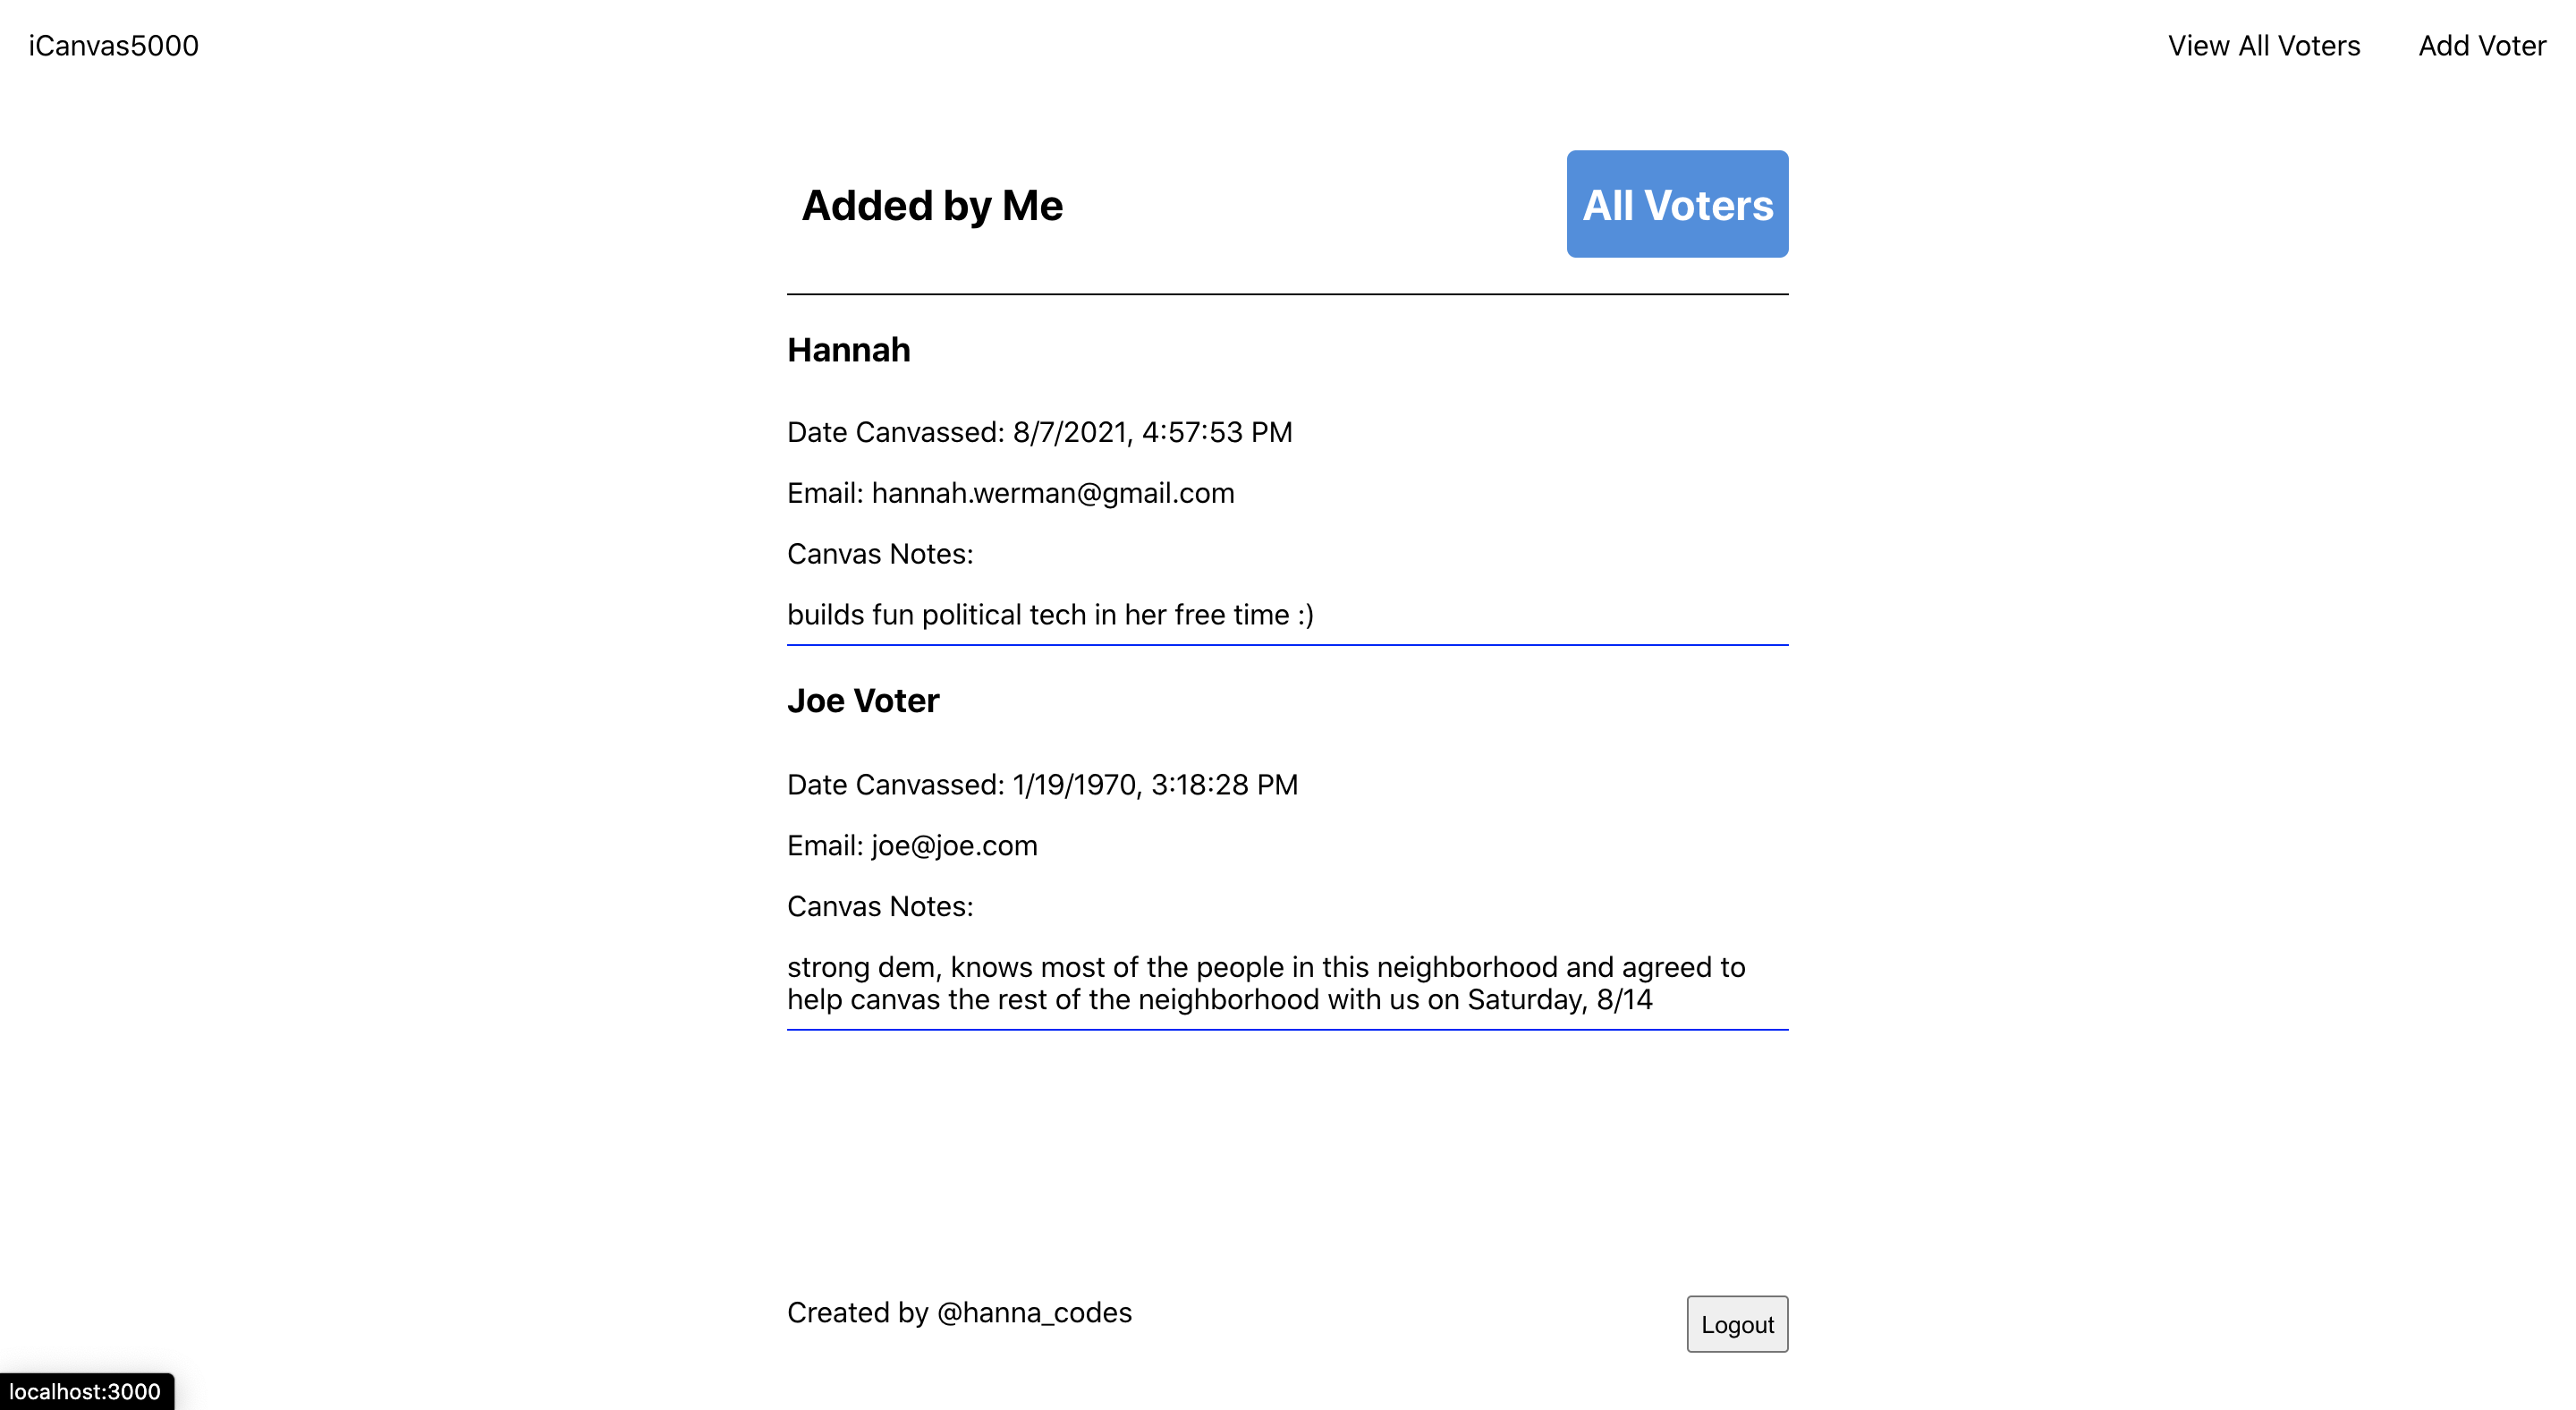 iCanvas5000
View All Voters
Add Voter
Added by Me
All Voters
Hannah
Date Canvassed: 8/7/2021, 4:57:53 PM
Email: hannah.werman@gmail.com
Canvas Notes:
builds fun political tech in her free time :)
Joe Voter
Date Canvassed: 1/19/1970, 3:18:28 PM
Email: joe@joe.com
Canvas Notes:
strong dem, knows most of the people in this neighborhood and agreed to
help canvas the rest of the neighborhood with us on Saturday, 8/14
Created by @hanna_codes
Logout
localhost:3000